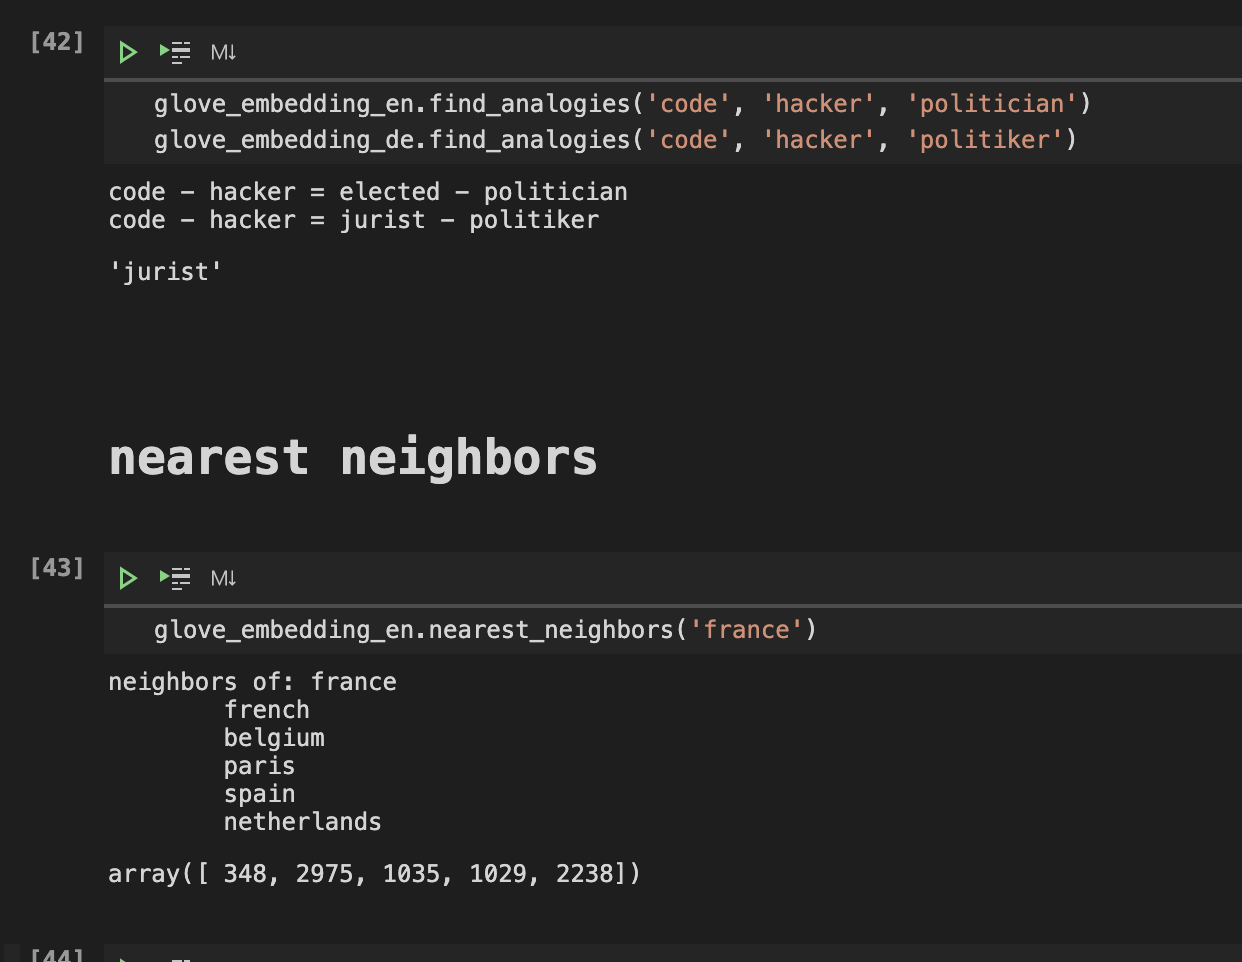 [42]
M↓
glove_embedding_en.find_analogies('code', 'hacker', 'politician')
glove_embedding_de.find_analogies('code', 'hacker', 'politiker')
code - hacker = elected - politician
code - hacker = jurist - politiker
'jurist'
nearest neighbors
[43]
M↓
glove_embedding_en.nearest_neighbors('france')
neighbors of: france
french
belgium
paris
spain
netherlands
array([ 348, 2975, 1035, 1029, 2238])
[44]